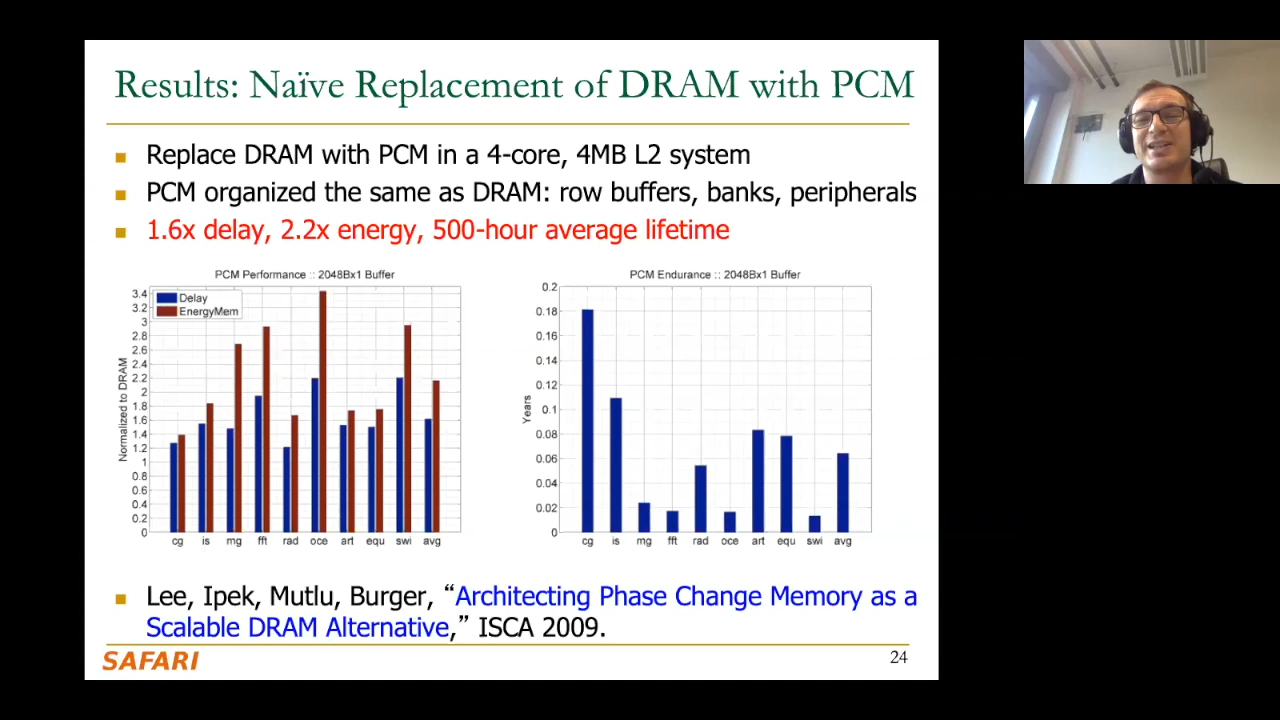 Results: Naïve Replacement of DRAM with PCM
Replace DRAM with PCM in a 4-core, 4MB L2 system
PCM organized the same as DRAM: row buffers, banks, peripherals
1.6x delay, 2.2x energy, 500-hour average lifetime
PCM Performance :: 2048Bx1 Buffer
Delay
EnergyMem
Normalized to DRAM
3.4
3.2
3
2.8
2.6
2.4
2.2
2
1.8
1.6
1.4
1.2
1
0.8
0.6
0.4
0.2
0
cg is mg fft rad oce art equ swi avg
PCM Endurance :: 2048Bx1 Buffer
Years
0.2
0.18
0.16
0.14
0.12
0.1
0.08
0.06
0.04
0.02
0
cg is mg fft rad oce art equ swi avg
Lee, Ipek, Mutlu, Burger, “Architecting Phase Change Memory as a
Scalable DRAM Alternative,” ISCA 2009.
SAFARI
24